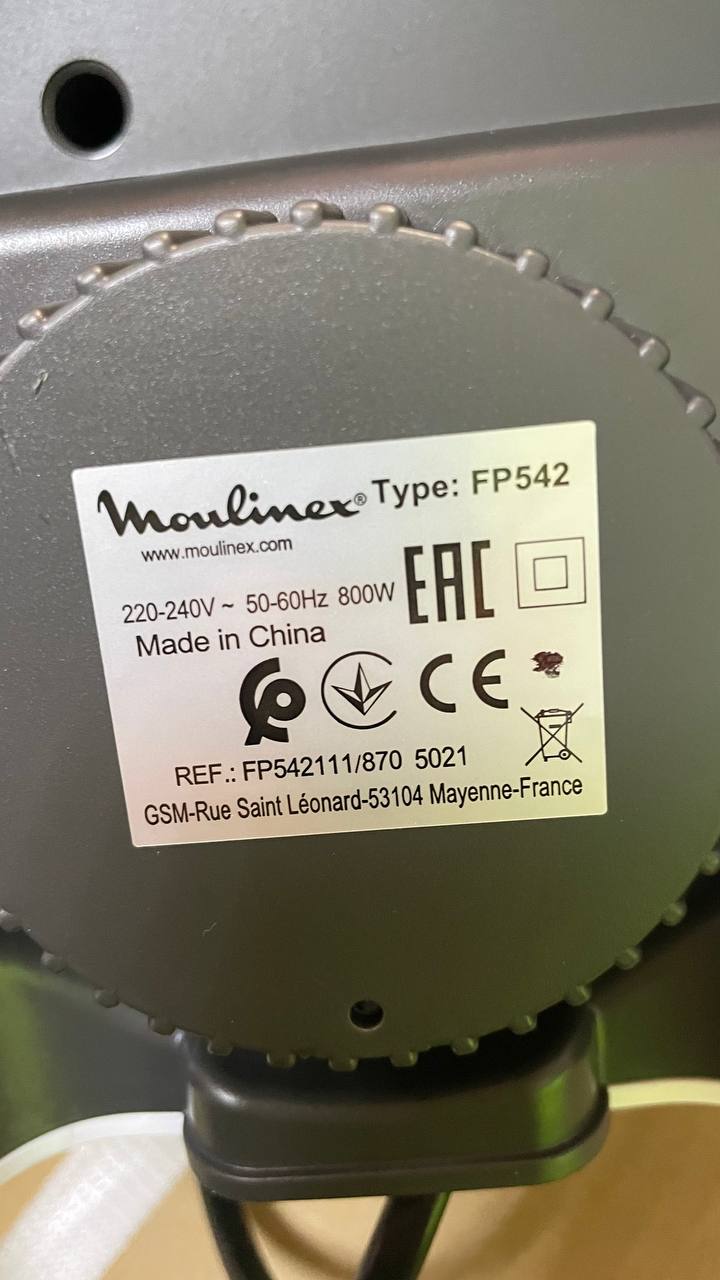 Moulinex® Type: FP542
www.moulinex.com
220-240V ~ 50-60Hz 800W
EAC
Made in China
CE
REF.: FP542111/870 5021
GSM-Rue Saint Léonard-53104 Mayenne-France